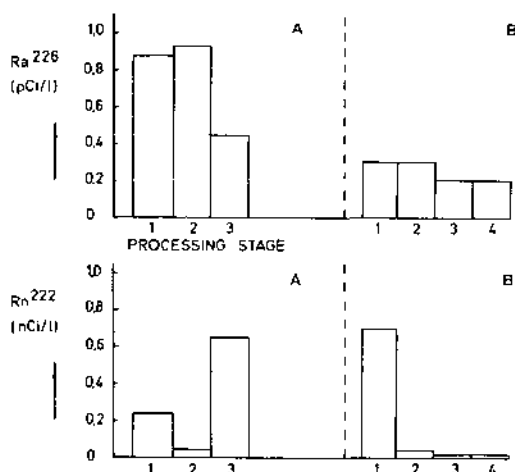 1,0 A B
Ra 226
(pCi/l)
0.8
0.6
0.4
0.2
0
1 2 3 1 2 3 4
PROCESSING STAGE
1,0 A B
Rn 222
(nCi/l)
0,8
0,6
0,4
0,2
0
1 2 3 1 2 3 4